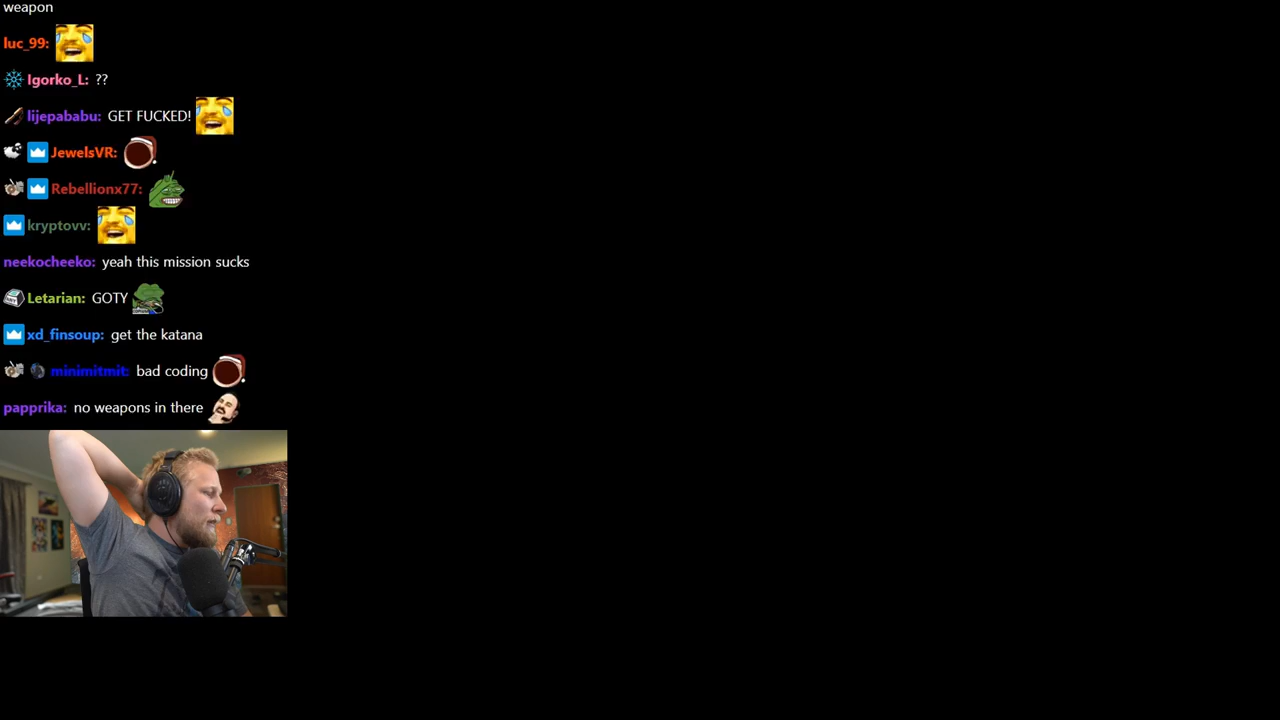 weapon
luc_99:
Igorko_L: ??
lijepababu: GET FUCKED!
JewelsVR:
Rebellionx77:
kryptovv:
neekocheeko: yeah this mission sucks
Letarian: GOTY
xd_finsoup: get the katana
minimitmit: bad coding
papprika: no weapons in there